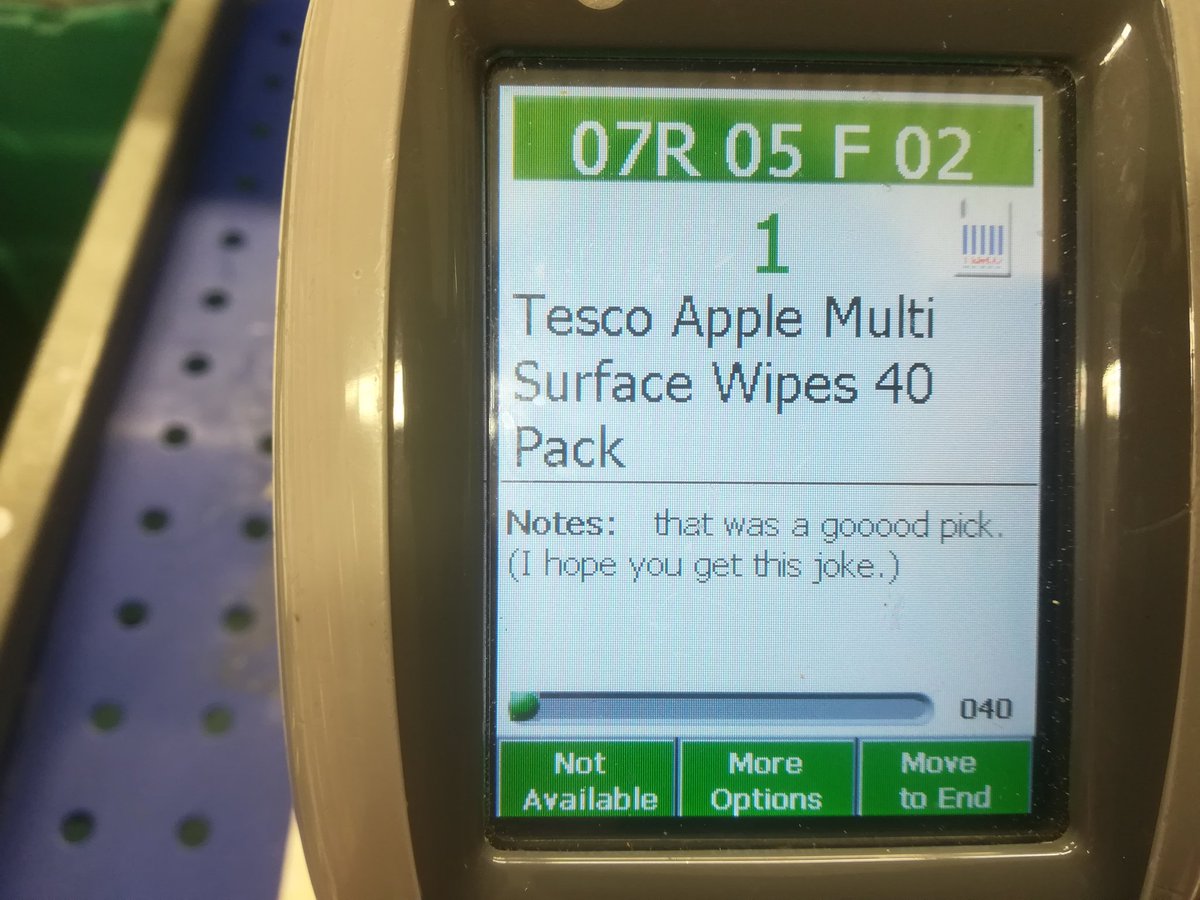 07R 05 F 02
1
Tesco Apple Multi
Surface Wipes 40
Pack
Notes: that was a gooood pick.
(I hope you get this joke.)
040
Not Available
More Options
Move to End